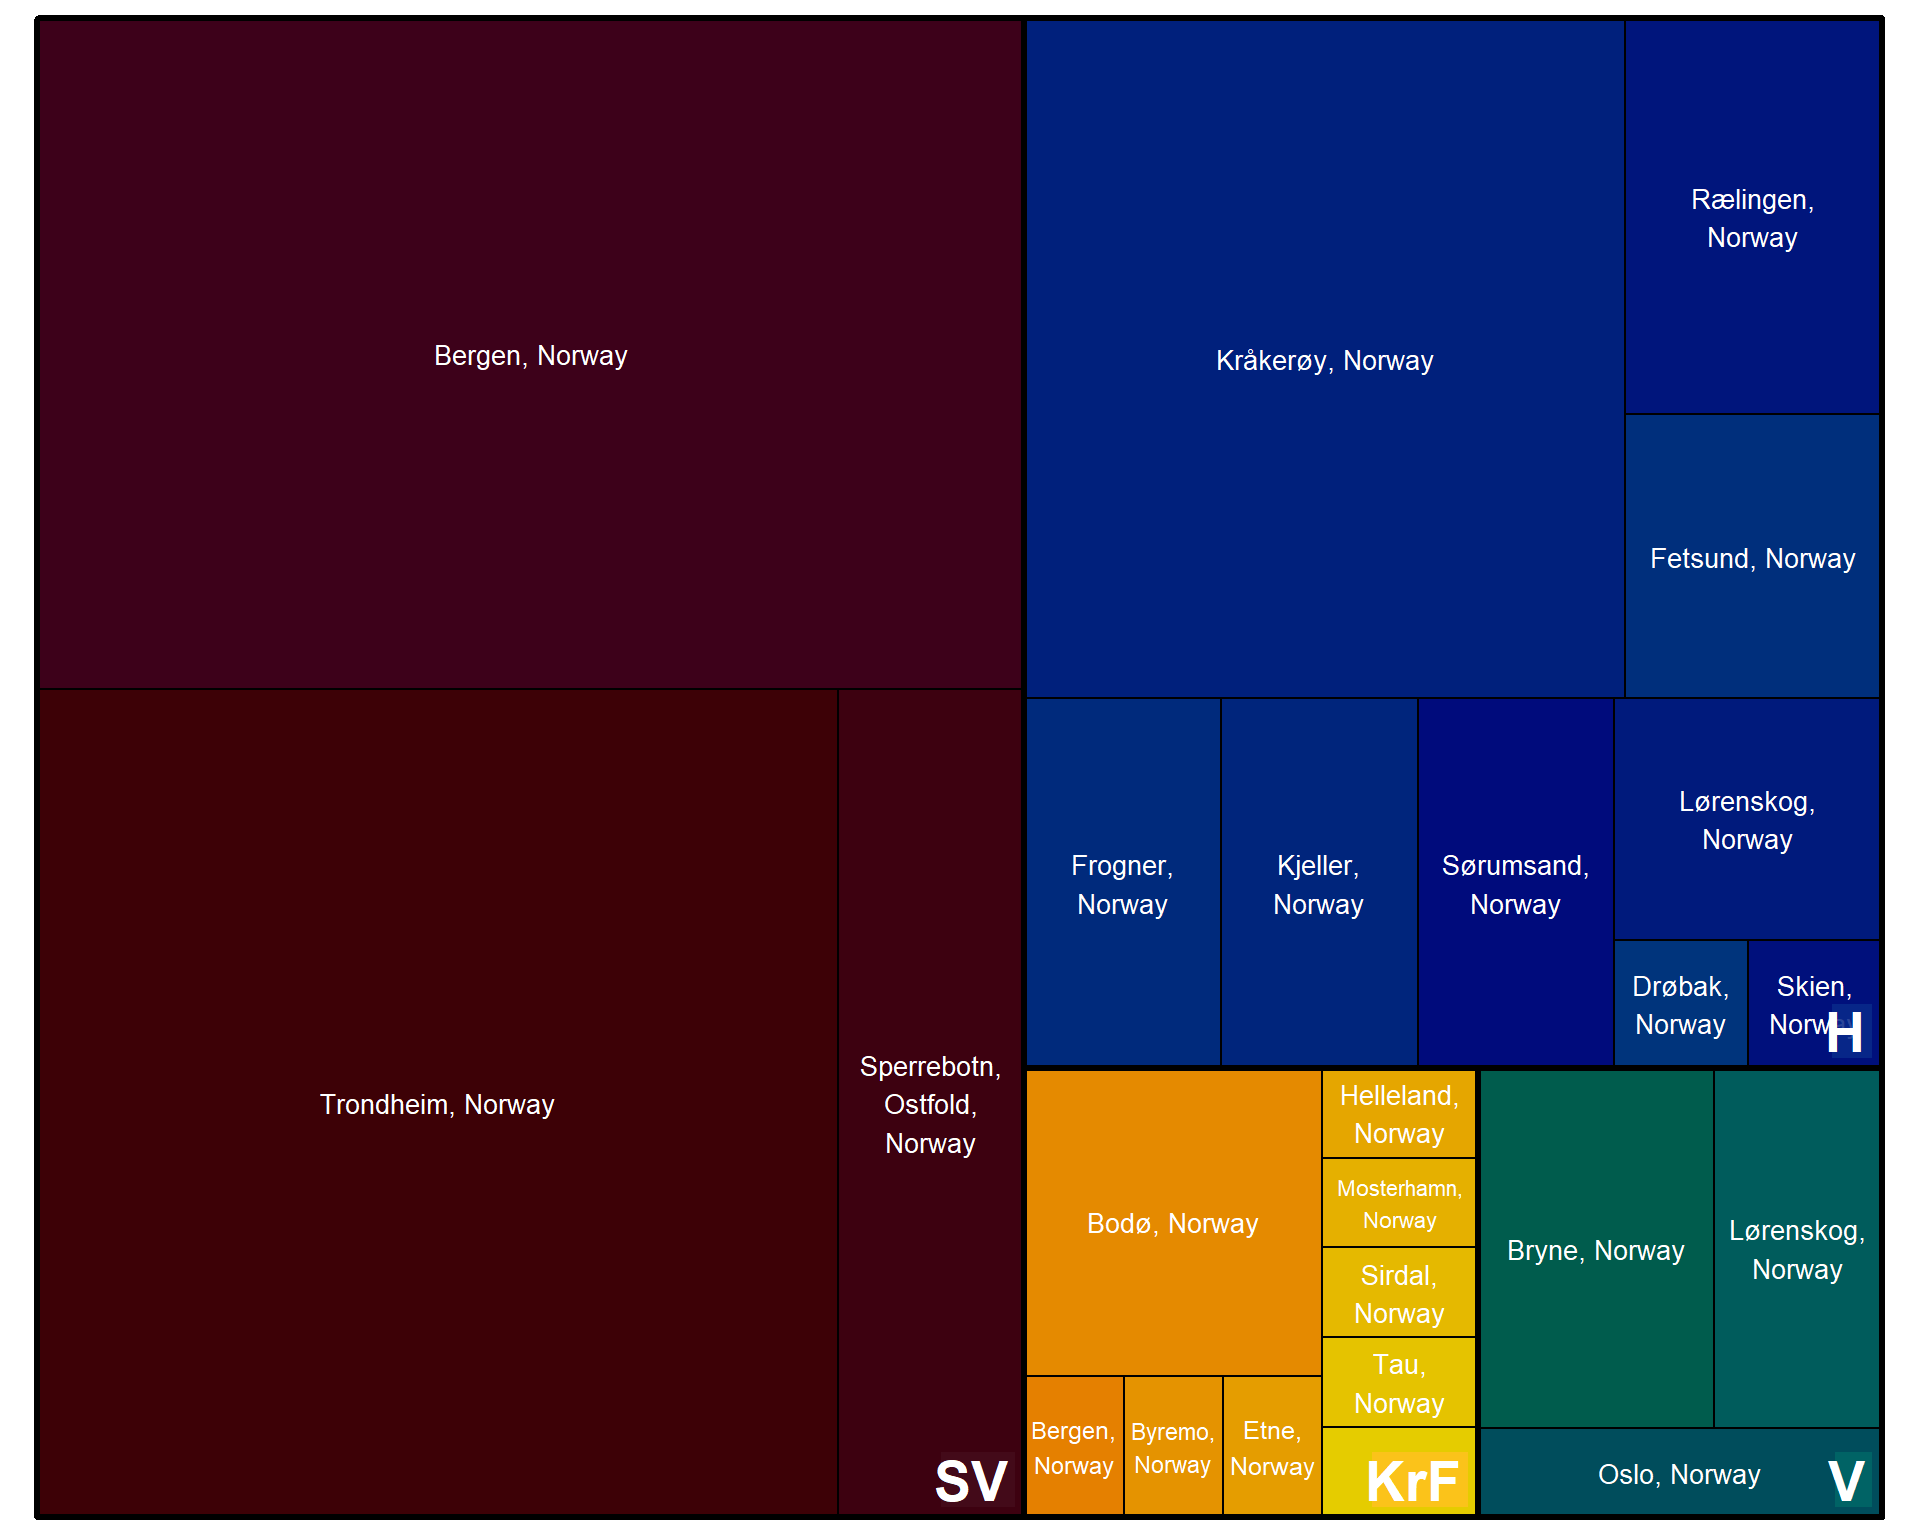 Bergen, Norway
Trondheim, Norway
Sperrebotn,
Ostfold,
Norway
SV
Kråkerøy, Norway
Rælingen,
Norway
Fetsund, Norway
Frogner,
Norway
Kjeller,
Norway
Sørumsand,
Norway
Lørenskog,
Norway
Drøbak,
Norway
Skien,
Norway
H
Bodø, Norway
Bergen,
Norway
Byremo,
Norway
Etne,
Norway
Helleland,
Norway
Mosterhamn,
Norway
Sirdal,
Norway
Tau,
Norway
KrF
Bryne, Norway
Lørenskog,
Norway
Oslo, Norway
V